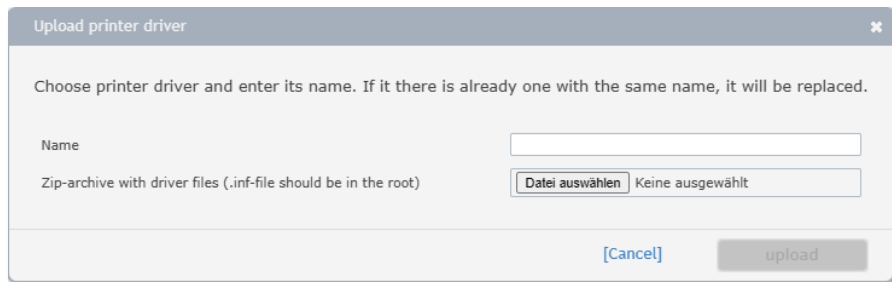 Upload printer driver
Choose printer driver and enter its name. If it there is already one with the same name, it will be replaced.
Name
Zip-archive with driver files (.inf-file should be in the root)
Datei auswählen Keine ausgewählt
[Cancel] upload